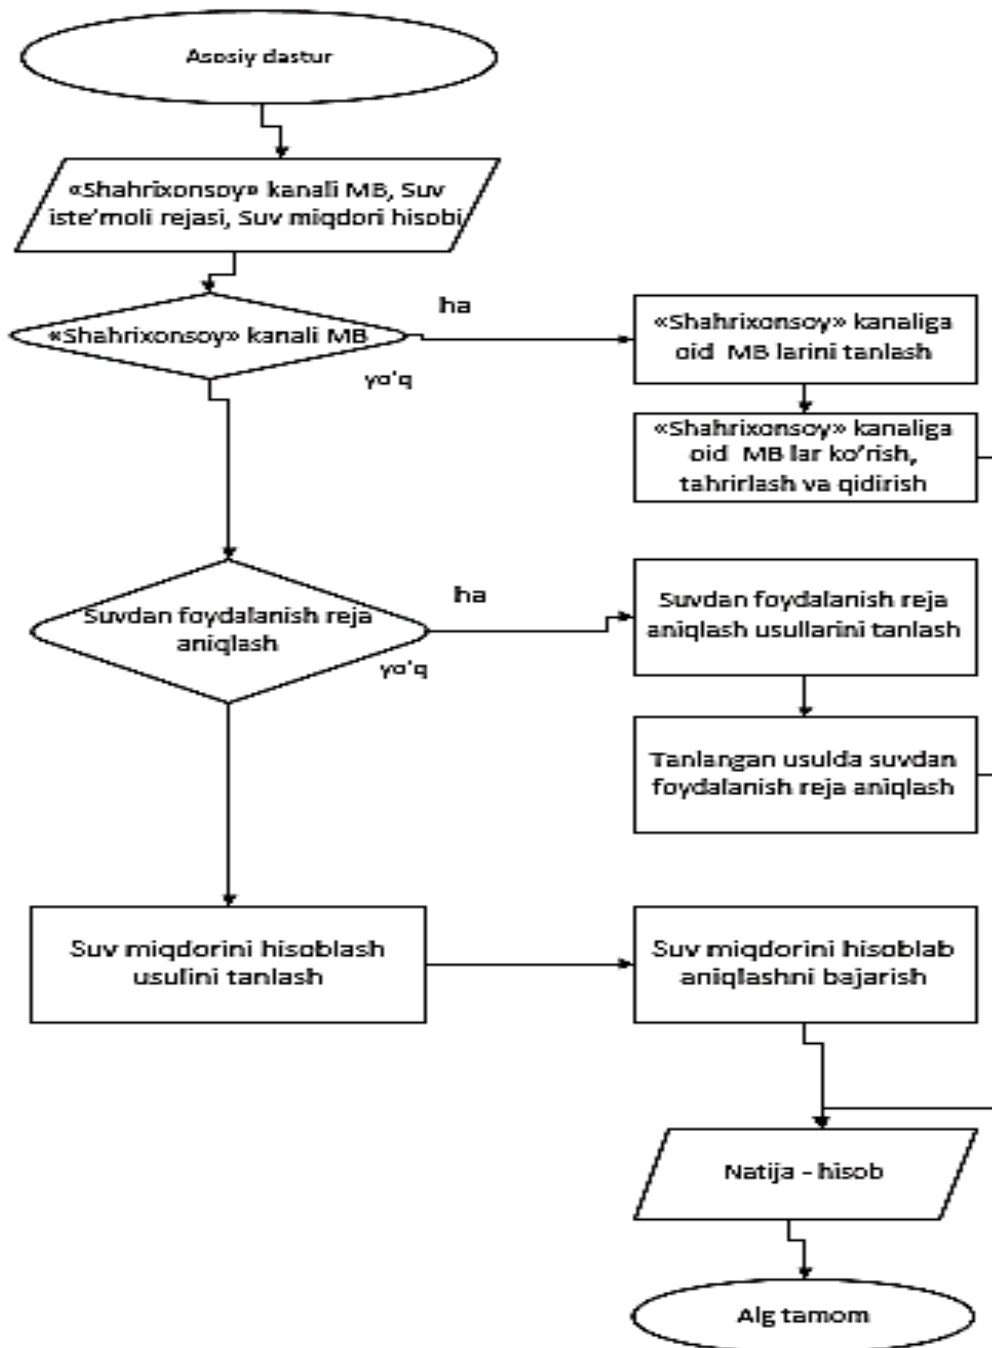 Asosiy dastur
«Shahrixonsoy» kanali MB, Suv
iste'moli rejasi, Suv miqdori hisobi
«Shahrixonsoy» kanali MB
ha
yo'q
«Shahrixonsoy» kanaliga
oid MB larini tanlash
«Shahrixonsoy» kanaliga
oid MB lar ko'rish,
tahrirlash va qidirish
Suvdan foydalanish reja
aniqlash
ha
yo'q
Suvdan foydalanish reja
aniqlash usullarini tanlash
Tanlangan usulda suvdan
foydalanish reja aniqlash
Suv miqdorini hisoblash
usulini tanlash
Suv miqdorini hisoblab
aniqlashni bajarish
Natija - hisob
Alg tamom